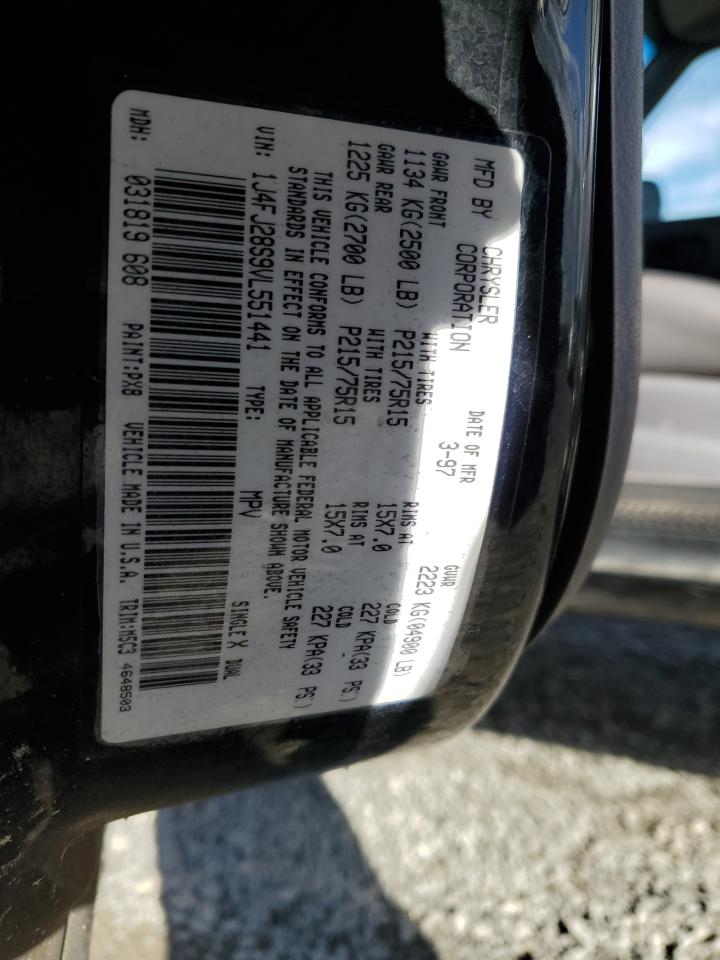 MFD BY CHRYSLER CORPORATION DATE OF MFR 3-97 GVWR 2223 KG(04900 LB)
GAWR FRONT WITH TIRES RIMS AT COLD
1134 KG(2500 LB) P215/75R15 15X7.0 227 KPA(33 PSI)
GAWR REAR WITH TIRES RIMS AT COLD
1225 KG(2700 LB) P215/75R15 15X7.0 227 KPA(33 PSI)
THIS VEHICLE CONFORMS TO ALL APPLICABLE FEDERAL MOTOR VEHICLE SAFETY
STANDARDS IN EFFECT ON THE DATE OF MANUFACTURE SHOWN ABOVE.
VIN: 1J4FJ28S9VL551441 TYPE: MPV SINGLE X DUAL
MDH: 031819 608 PAINT:PX8 VEHICLE MADE IN U.S.A. TRIM:M5C3 4648503